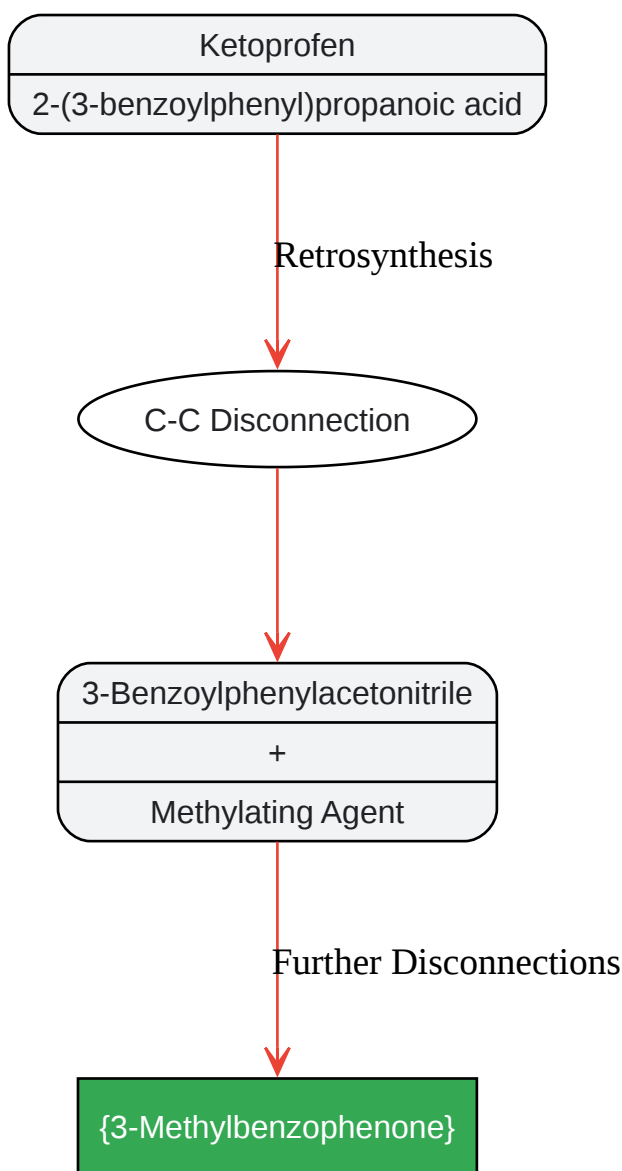 Ketoprofen
2-(3-benzoylphenyl)propanoic acid
Retrosynthesis
C-C Disconnection
3-Benzoylphenylacetonitrile
+
Methylating Agent
Further Disconnections
{3-Methylbenzophenone}